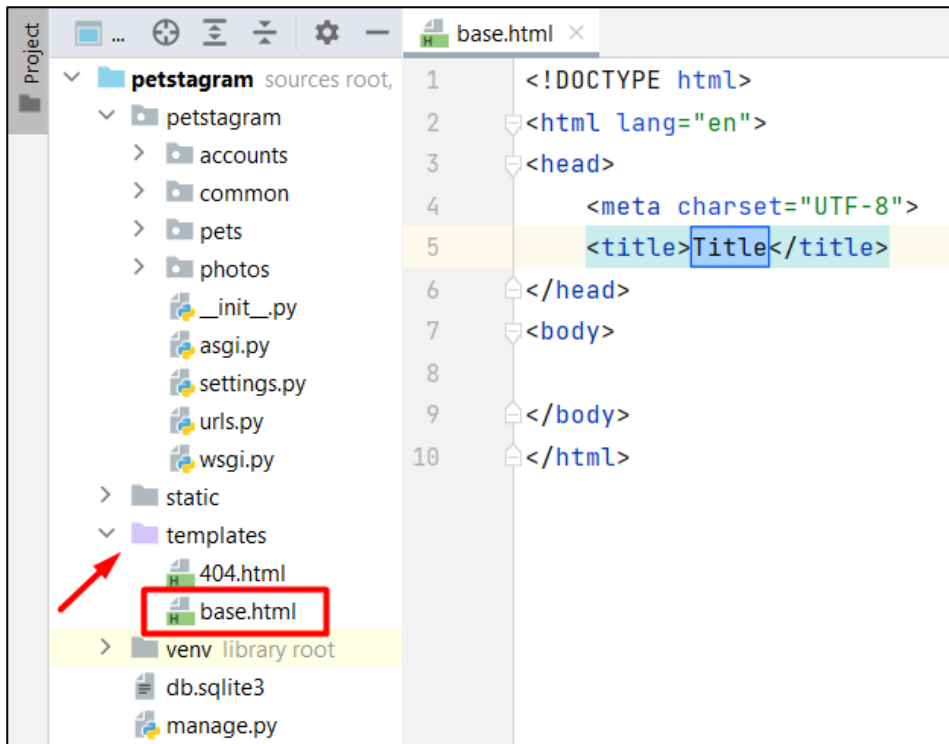 Project
...
base.html
petstagram sources root,
petstagram
accounts
common
pets
photos
__init__.py
asgi.py
settings.py
urls.py
wsgi.py
static
templates
H 404.html
H base.html
venv library root
db.sqlite3
manage.py
1 <!DOCTYPE html>
2 <html lang="en">
3 <head>
4 <meta charset="UTF-8">
5 <title>Title</title>
6 </head>
7 <body>
8
9 </body>
10 </html>